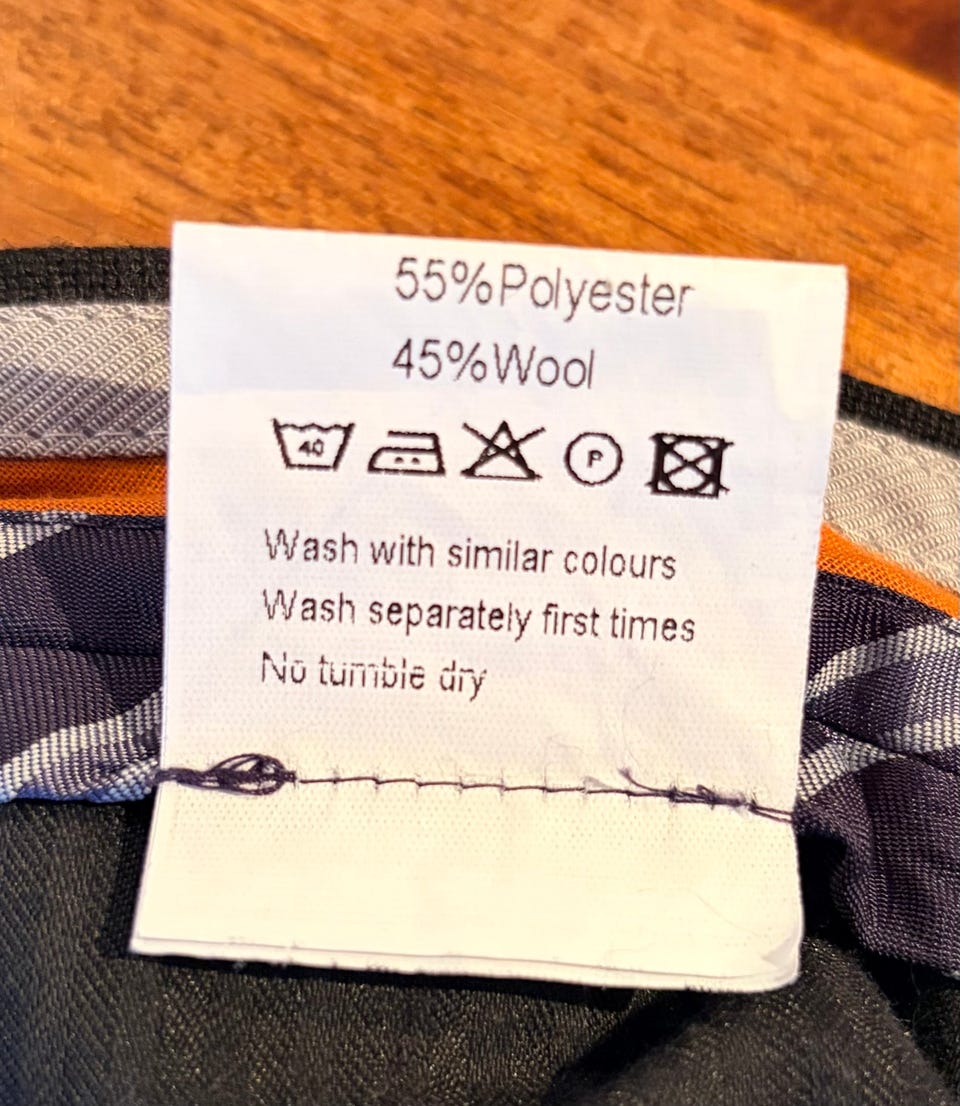 55%Polyester
45%Wool
40 P
Wash with similar colours
Wash separately first times
No tumble dry